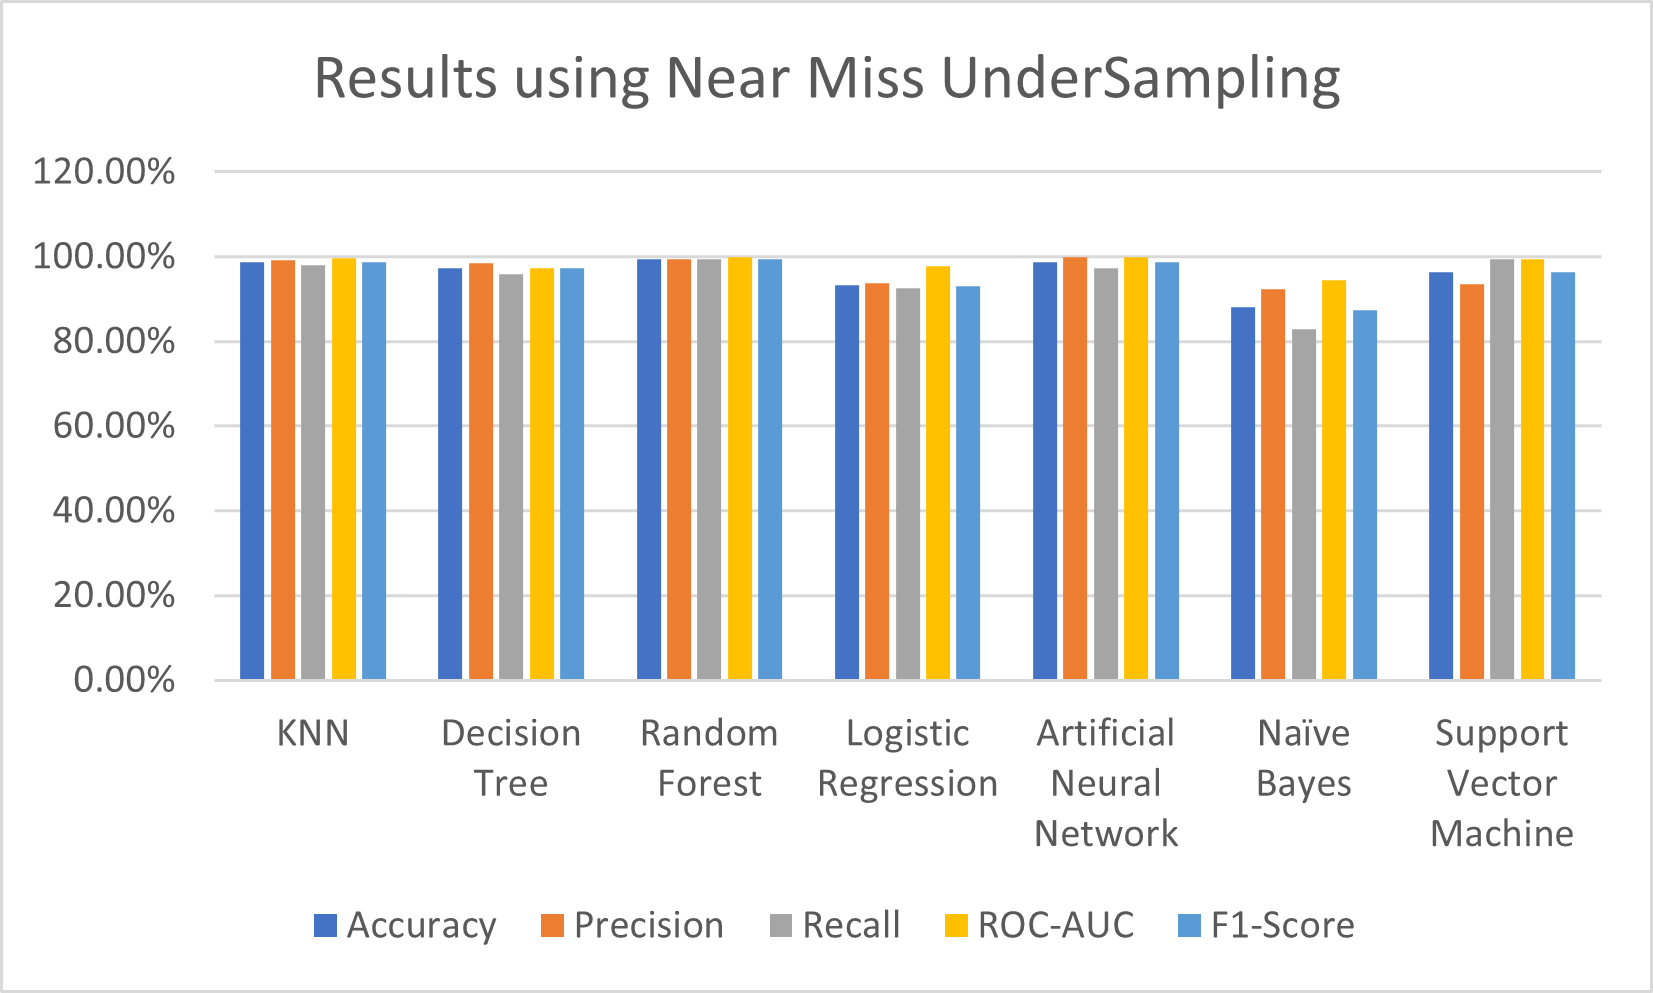 Results using Near Miss UnderSampling
120.00%
100.00%
80.00%
60.00%
40.00%
20.00%
0.00%
KNN
Decision
Tree
Random
Forest
Logistic
Regression
Artificial
Neural
Network
Naïve
Bayes
Support
Vector
Machine
Accuracy
Precision
Recall
ROC-AUC
F1-Score